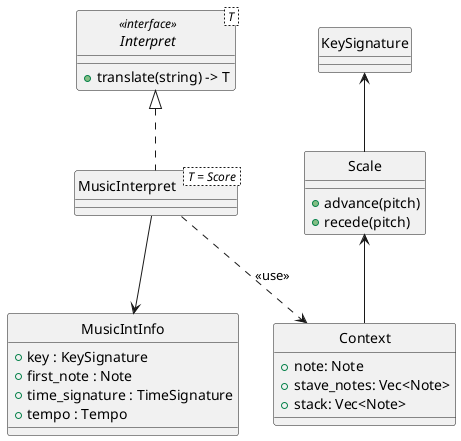 «interface»
Interpret
T
translate(string) -> T
KeySignature
MusicInterpret
T = Score
Scale
advance(pitch)
recede(pitch)
«use»
MusicIntInfo
key : KeySignature
first_note : Note
time_signature : TimeSignature
tempo : Tempo
Context
note: Note
stave_notes: Vec<Note>
stack: Vec<Note>